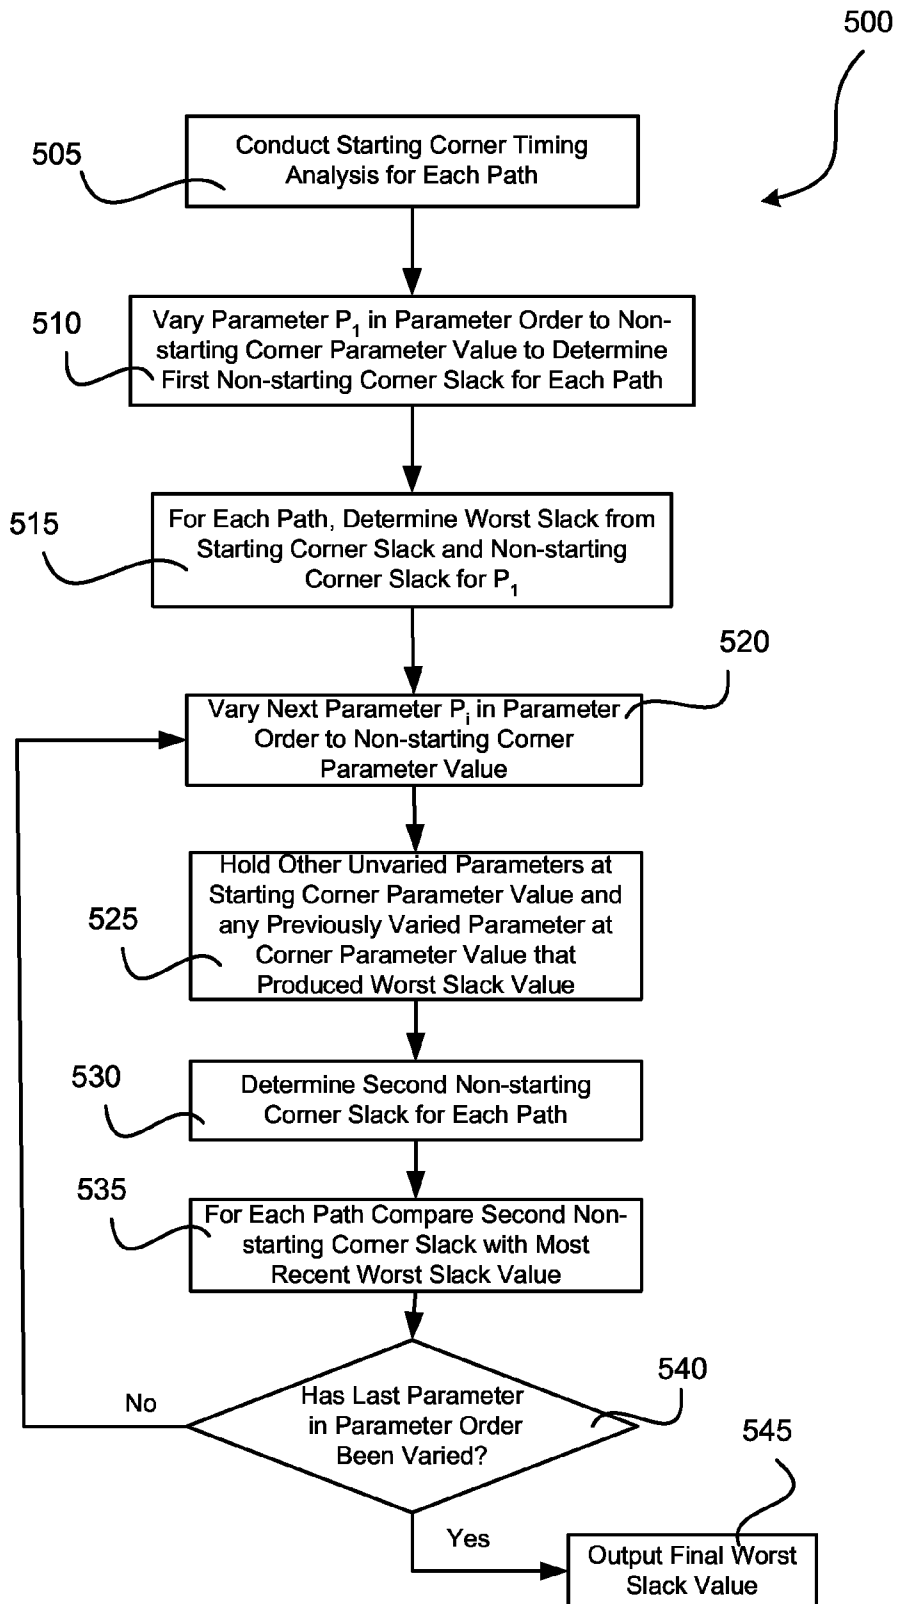 500
505
Conduct Starting Corner Timing
Analysis for Each Path
510
Vary Parameter P1 in Parameter Order to Non-
starting Corner Parameter Value to Determine
First Non-starting Corner Slack for Each Path
515
For Each Path, Determine Worst Slack from
Starting Corner Slack and Non-starting
Corner Slack for P1
520
Vary Next Parameter Pi in Parameter
Order to Non-starting Corner
Parameter Value
525
Hold Other Unvaried Parameters at
Starting Corner Parameter Value and
any Previously Varied Parameter at
Corner Parameter Value that
Produced Worst Slack Value
530
Determine Second Non-starting
Corner Slack for Each Path
535
For Each Path Compare Second Non-
starting Corner Slack with Most
Recent Worst Slack Value
540
Has Last Parameter
in Parameter Order
Been Varied?
No
Yes
545
Output Final Worst
Slack Value